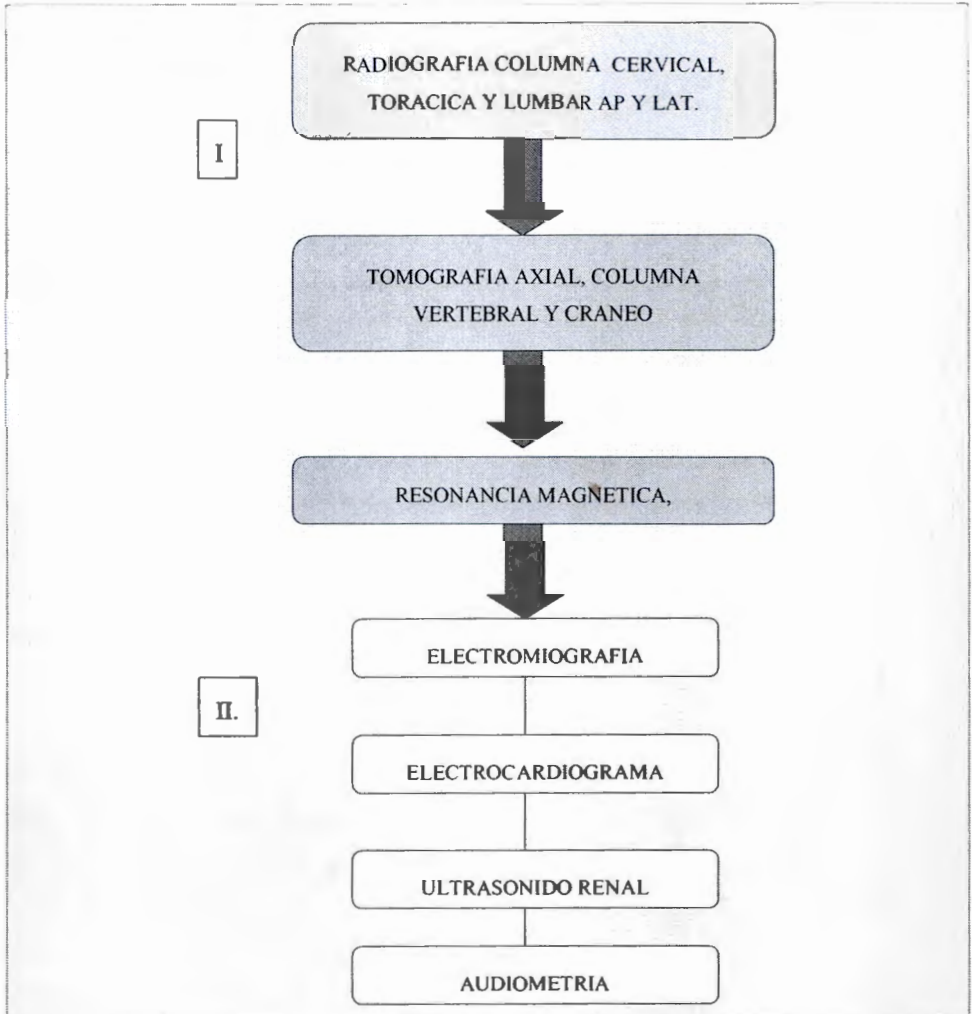 RADIOGRAFIA COLUMNA CERVICAL,
TORACICA Y LUMBAR AP Y LAT.
I
TOMOGRAFIA AXIAL, COLUMNA
VERTEBRAL Y CRANEO
RESONANCIA MAGNETICA,
ELECTROMIOGRAFIA
II.
ELECTROCARDIOGRAMA
ULTRASONIDO RENAL
AUDIOMETRIA